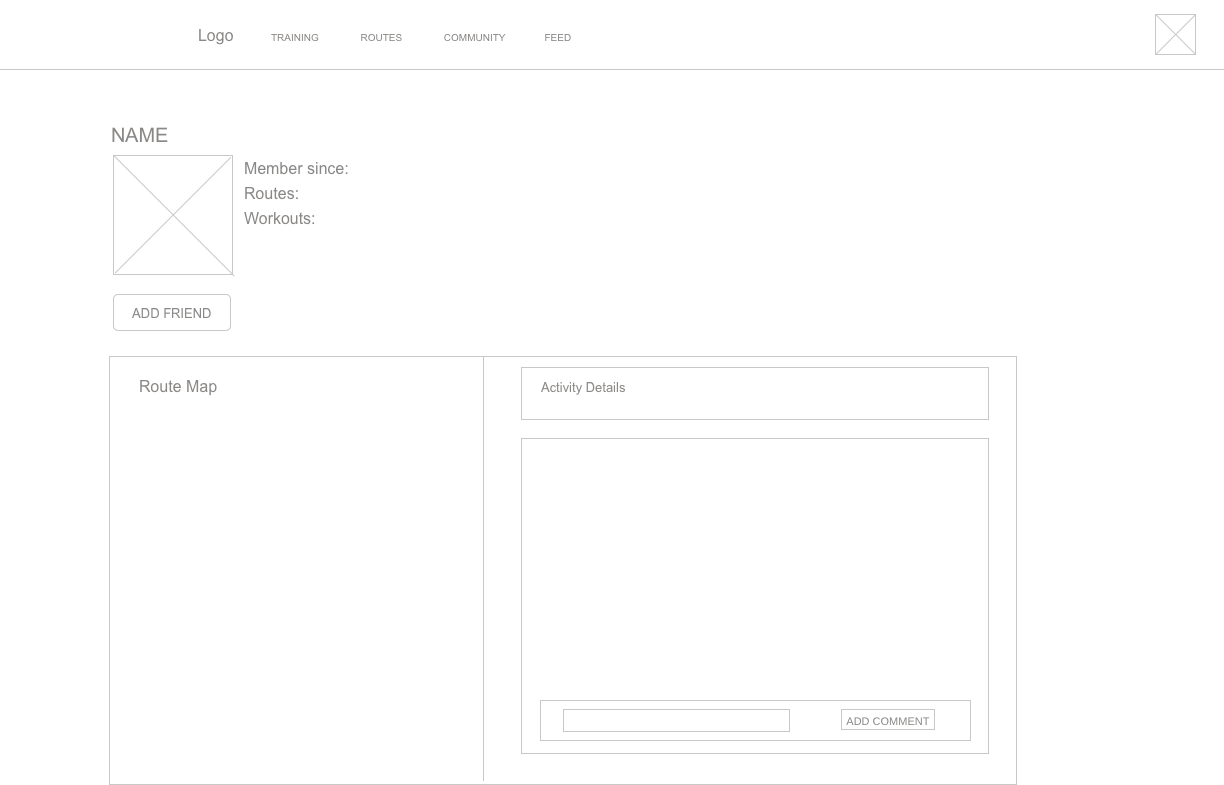 Logo TRAINING ROUTES COMMUNITY FEED
NAME
Member since:
Routes:
Workouts:
ADD FRIEND
Route Map
Activity Details
ADD COMMENT